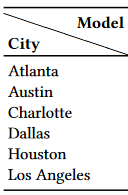 Model
City
Atlanta
Austin
Charlotte
Dallas
Houston
Los Angeles